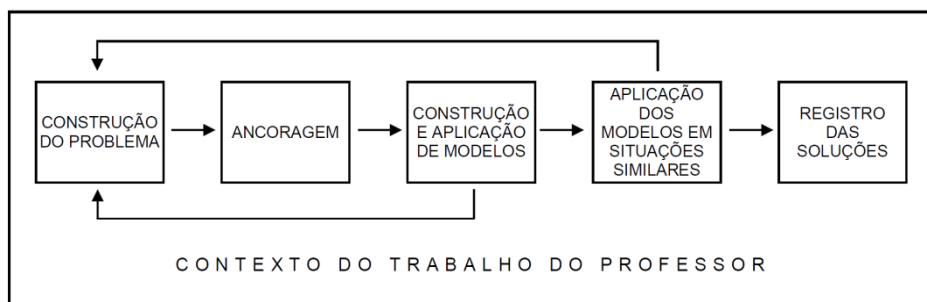 CONSTRUÇÃO
DO PROBLEMA
ANCORAGEM
CONSTRUÇÃO
E APLICAÇÃO
DE MODELOS
APLICAÇÃO
DOS
MODELOS EM
SITUAÇÕES
SIMILARES
REGISTRO
DAS
SOLUÇÕES
CONTEXTO DO TRABALHO DO PROFESSOR